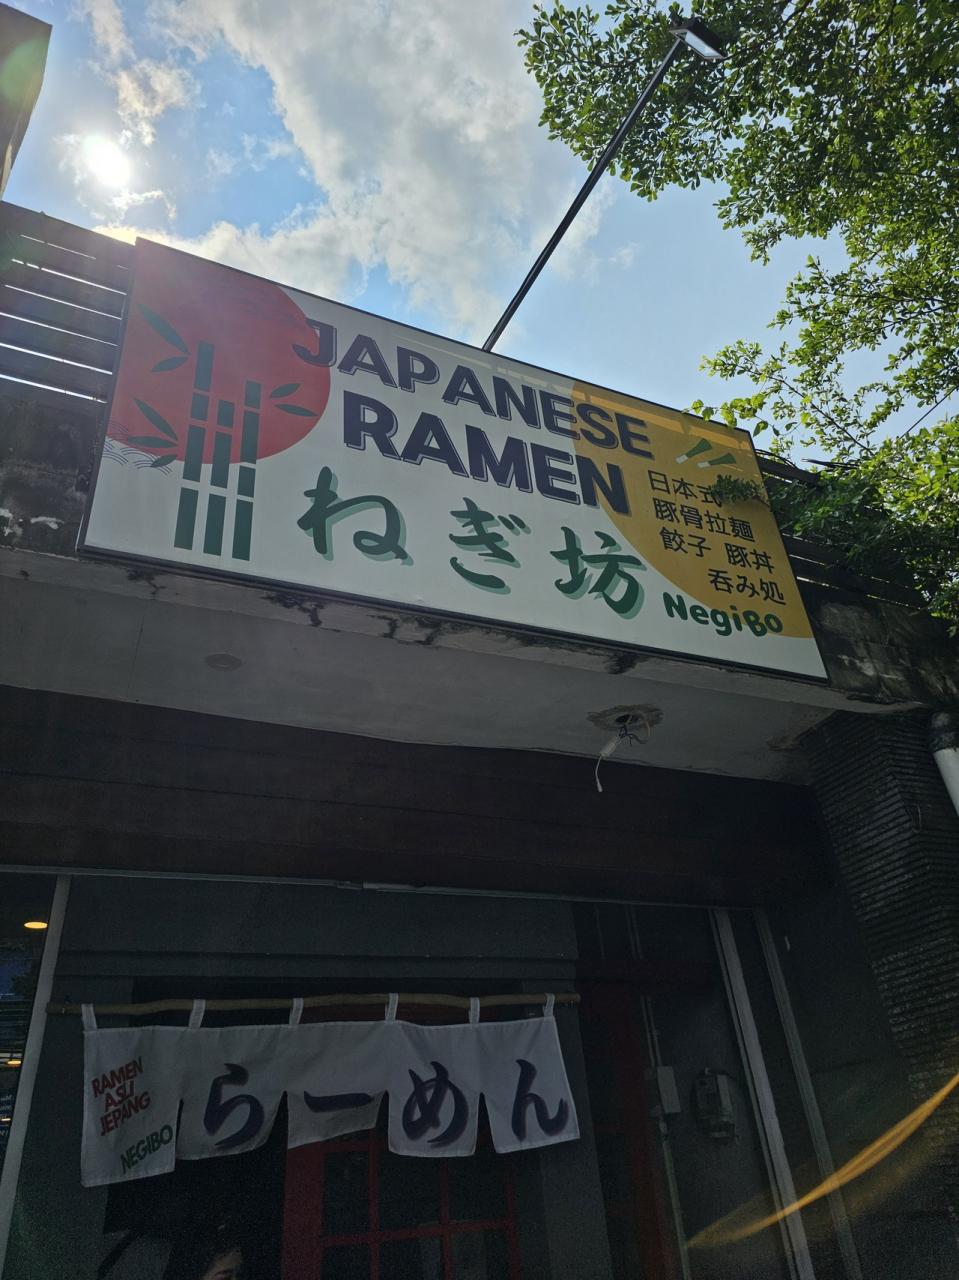 JAPANESE
RAMEN
ねぎ坊
日本式
豚骨拉麺
餃子 豚丼
呑み処
NegiBo
RAMEN
ASLI
JEPANG
NEGIBO
らーめん